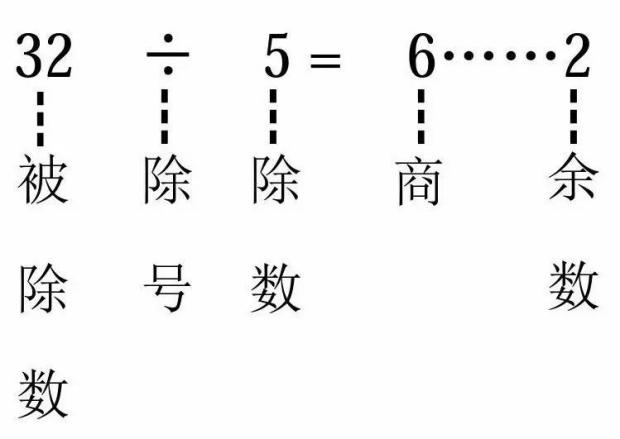 32 ÷ 5 = 6……2
被除数
除号
除数
商
余数